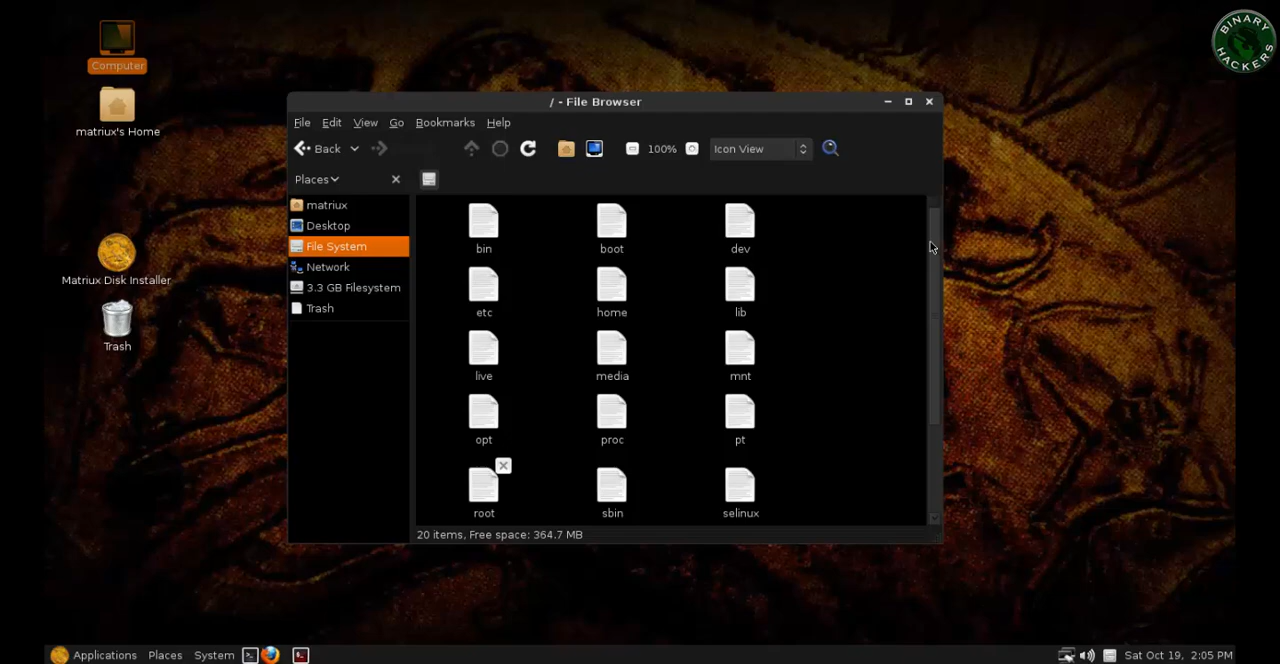 BINARY HACKERS
Computer
matriux's Home
Matriux Disk Installer
Trash
/ - File Browser
File Edit View Go Bookmarks Help
Back 100% Icon View
Places
matriux
Desktop
File System
Network
3.3 GB Filesystem
Trash
bin boot dev
etc home lib
live media mnt
opt proc pt
root sbin selinux
20 items, Free space: 364.7 MB
Applications Places System Sat Oct 19, 2:05 PM